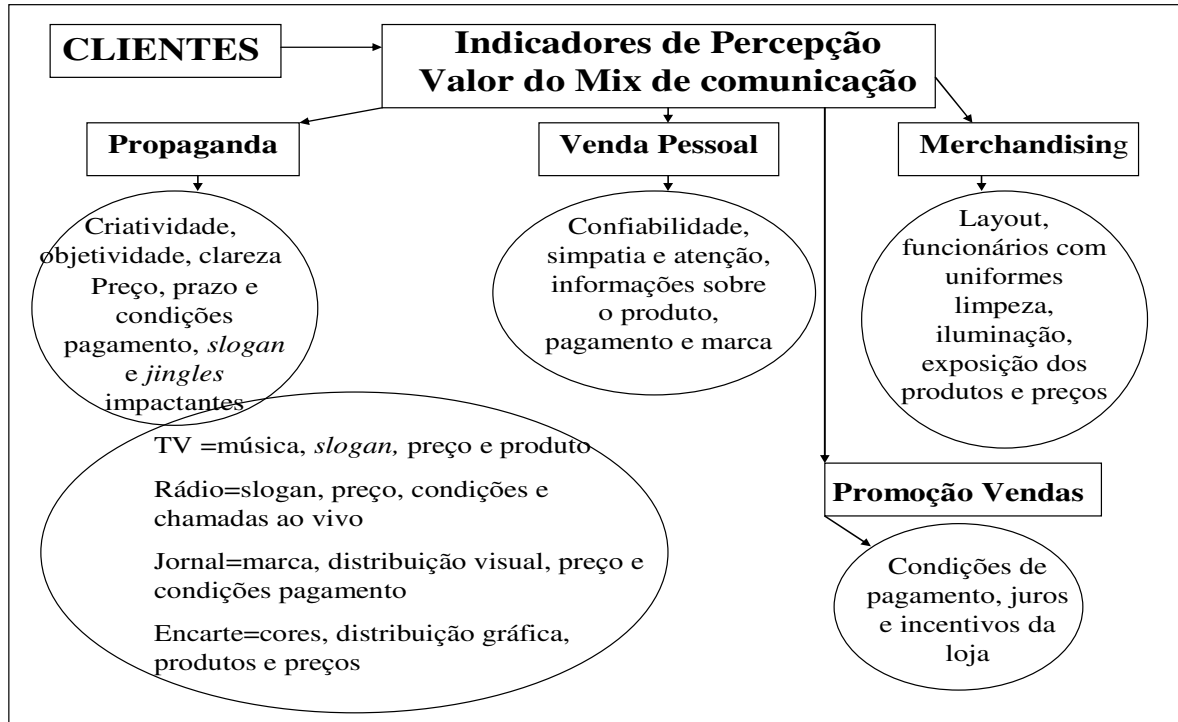 CLIENTES
Indicadores de Percepção
Valor do Mix de comunicação
Propaganda
Venda Pessoal
Merchandising
Criatividade,
objetividade, clareza
Preço, prazo e
condições
pagamento, slogan
e jingles
impactantes
Confiabilidade,
simpatia e atenção,
informações sobre
o produto,
pagamento e marca
Layout,
funcionários com
uniformes
limpeza,
iluminação,
exposição dos
produtos e preços
TV =música, slogan, preço e produto
Rádio=slogan, preço, condições e
chamadas ao vivo
Jornal=marca, distribuição visual, preço e
condições pagamento
Encarte=cores, distribuição gráfica,
produtos e preços
Promoção Vendas
Condições de
pagamento, juros
e incentivos da
loja